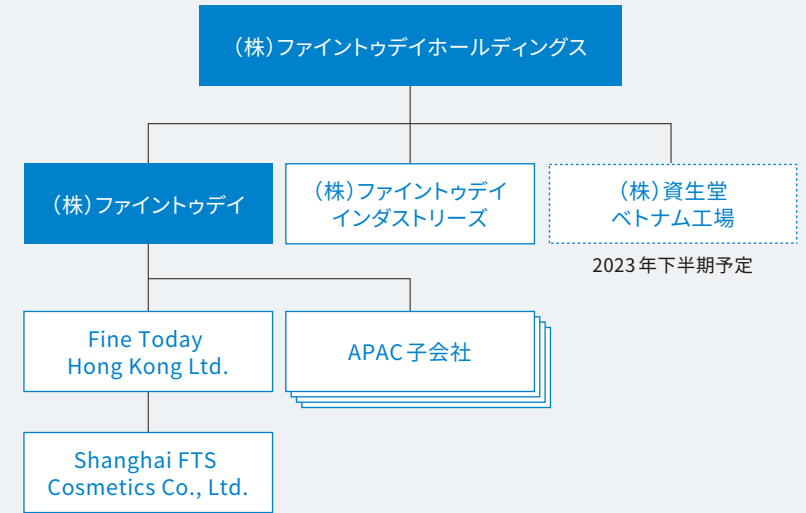 （株）ファイントゥデイホールディングス
（株）ファイントゥデイ
（株）ファイントゥデイ
インダストリーズ
（株）資生堂
ベトナム工場
2023年下半期予定
Fine Today
Hong Kong Ltd.
APAC子会社
Shanghai FTS
Cosmetics Co., Ltd.